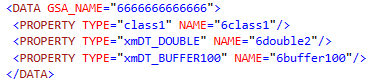 <DATA GSA_NAME="6666666666666">
<PROPERTY TYPE="class1" NAME="6class1"/>
<PROPERTY TYPE="xmDT_DOUBLE" NAME="6double2"/>
<PROPERTY TYPE="xmDT_BUFFER100" NAME="6buffer100"/>
</DATA>